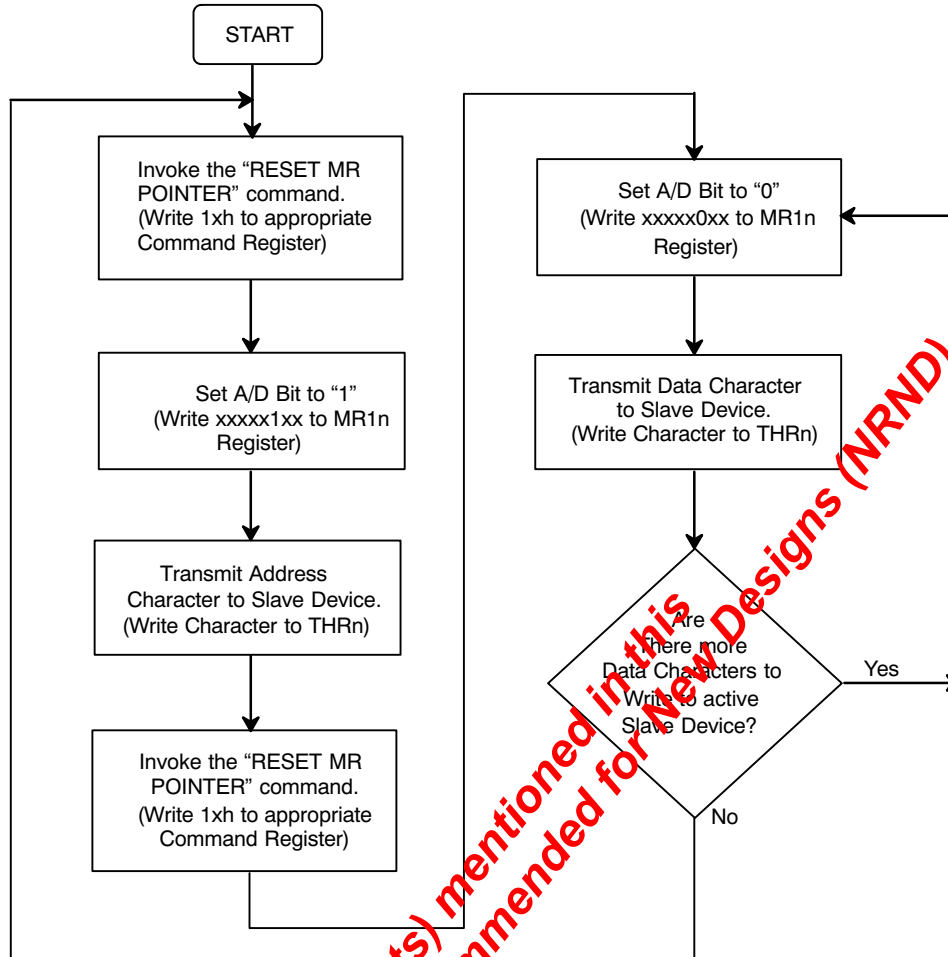 START
Invoke the “RESET MR
POINTER” command.
(Write 1xh to appropriate
Command Register)
Set A/D Bit to “1”
(Write xxxxx1xx to MR1n
Register)
Transmit Address
Character to Slave Device.
(Write Character to THRn)
Invoke the “RESET MR
POINTER” command.
(Write 1xh to appropriate
Command Register)
Set A/D Bit to “0”
(Write xxxxx0xx to MR1n
Register)
Transmit Data Character
to Slave Device.
(Write Character to THRn)
Are
There more
Data Characters to
Write to active
Slave Device?
Yes
No
ts) mentioned in this
mmended for New Designs (NRND)